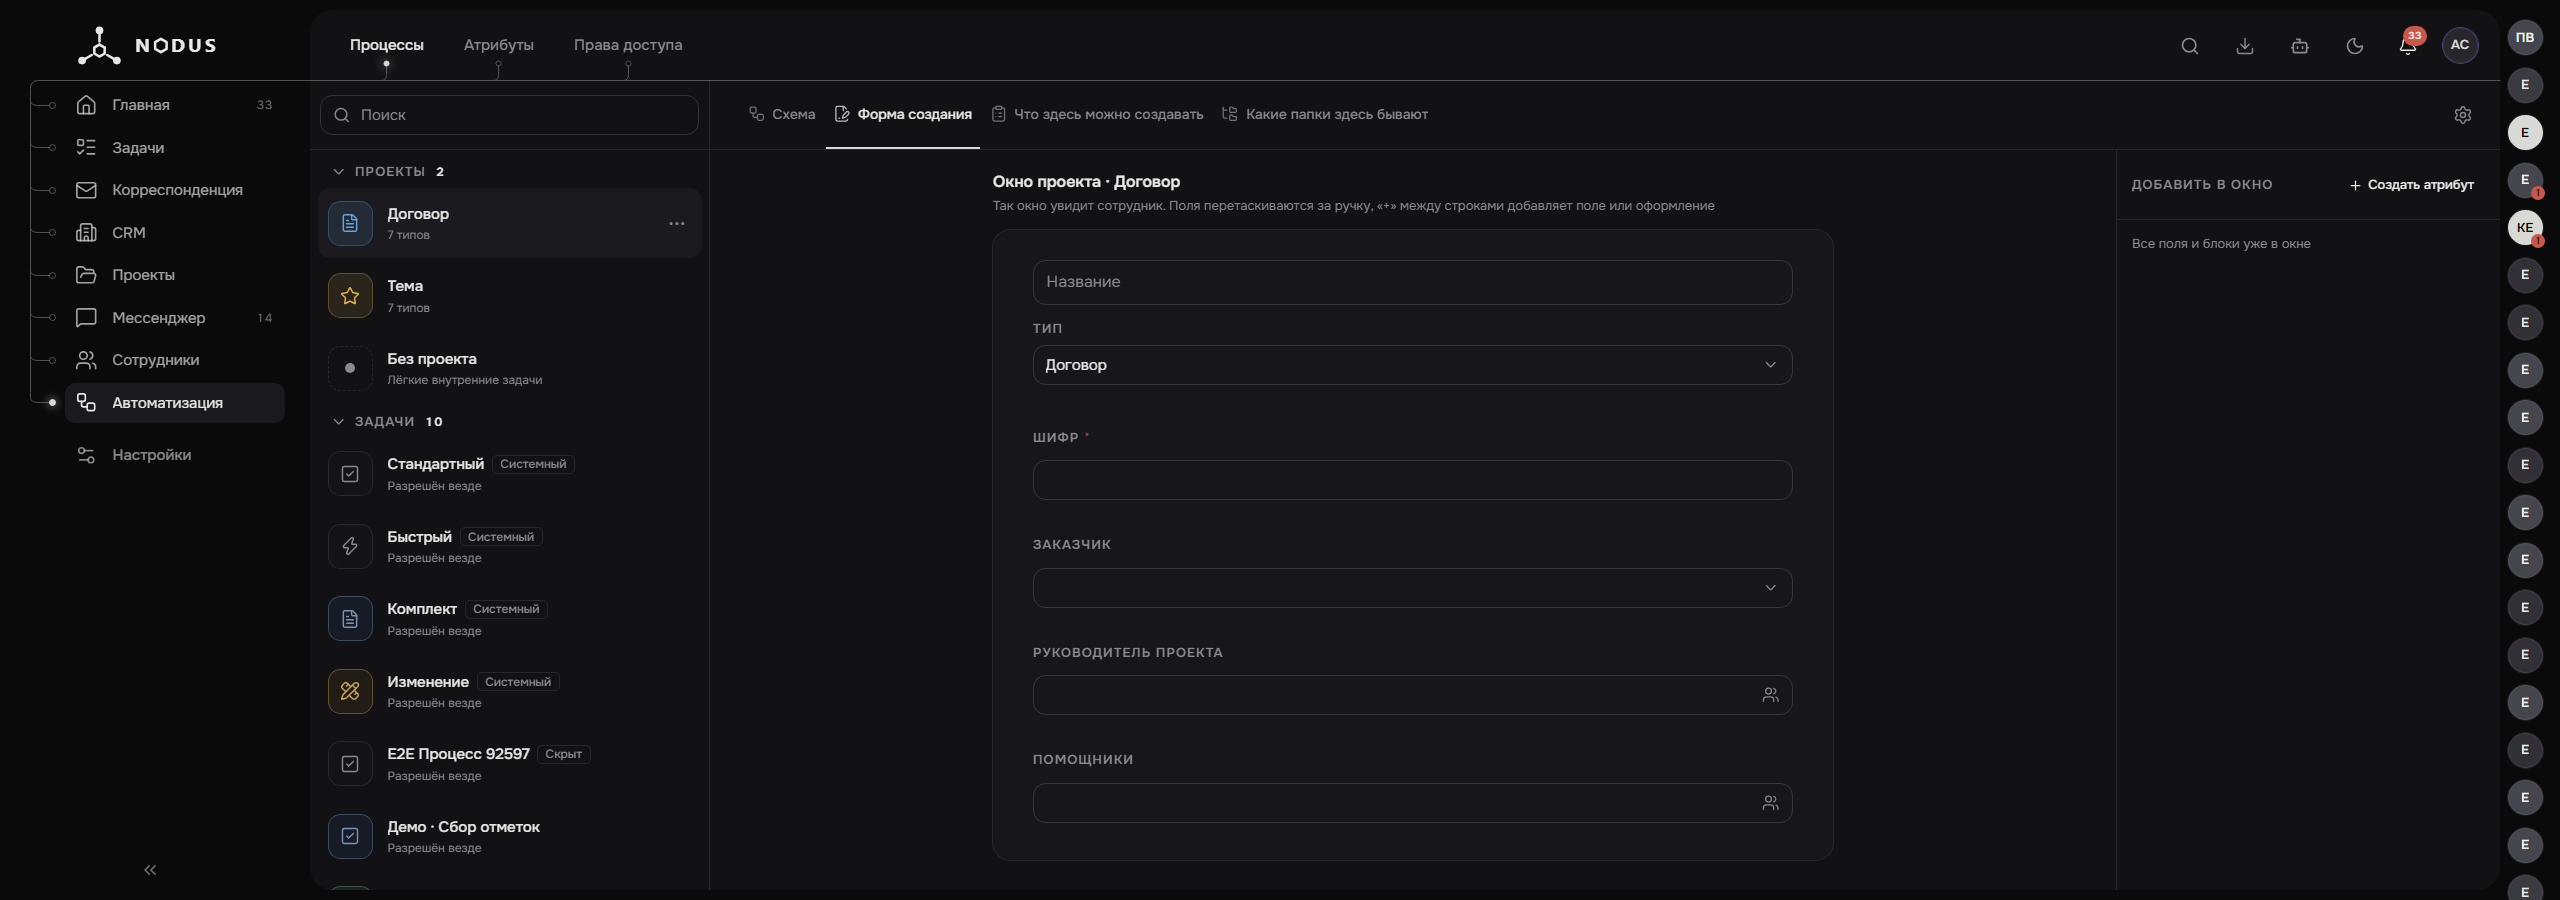 NODUS
Процессы
Атрибуты
Права доступа
33
АС
Главная
33
Задачи
Корреспонденция
CRM
Проекты
Мессенджер
14
Сотрудники
Автоматизация
Настройки
Поиск
ПРОЕКТЫ 2
Договор
7 типов
Тема
7 типов
Без проекта
Лёгкие внутренние задачи
ЗАДАЧИ 10
Стандартный Системный
Разрешён везде
Быстрый Системный
Разрешён везде
Комплект Системный
Разрешён везде
Изменение Системный
Разрешён везде
E2E Процесс 92597 Скрыт
Разрешён везде
Демо · Сбор отметок
Разрешён везде
Схема
Форма создания
Что здесь можно создавать
Какие папки здесь бывают
Окно проекта · Договор
Так окно увидит сотрудник. Поля перетаскиваются за ручку, «+» между строками добавляет поле или оформление
Название
ТИП
Договор
ШИФР *
ЗАКАЗЧИК
РУКОВОДИТЕЛЬ ПРОЕКТА
ПОМОЩНИКИ
ДОБАВИТЬ В ОКНО
+ Создать атрибут
Все поля и блоки уже в окне
ПВ
Е
Е
Е
1
КЕ
1
Е
Е
Е
Е
Е
Е
Е
Е
Е
Е
Е
Е
Е
Е